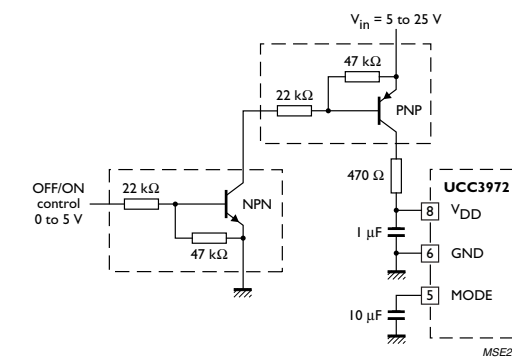 V_in = 5 to 25 V
47 kΩ
22 kΩ
PNP
470 Ω
UCC3972
OFF/ON
control
0 to 5 V
22 kΩ
NPN
8 V_DD
1 μF
47 kΩ
6 GND
5 MODE
10 μF
MSE2